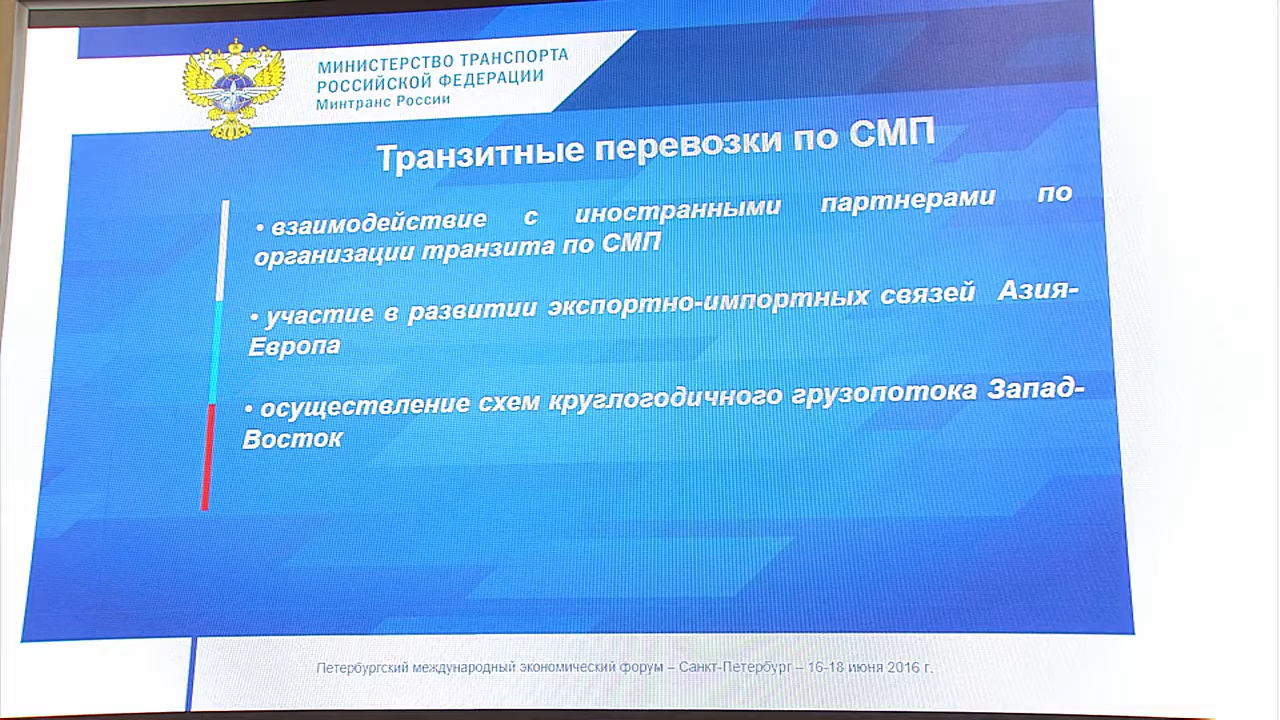 МИНИСТЕРСТВО ТРАНСПОРТА
РОССИЙСКОЙ ФЕДЕРАЦИИ
Минтранс России
Транзитные перевозки по СМП
• взаимодействие с иностранными партнерами по
организации транзита по СМП
• участие в развитии экспортно-импортных связей Азия-
Европа
• осуществление схем круглогодичного грузопотока Запад-
Восток
Петербургский международный экономический форум – Санкт-Петербург – 16-18 июня 2016 г.